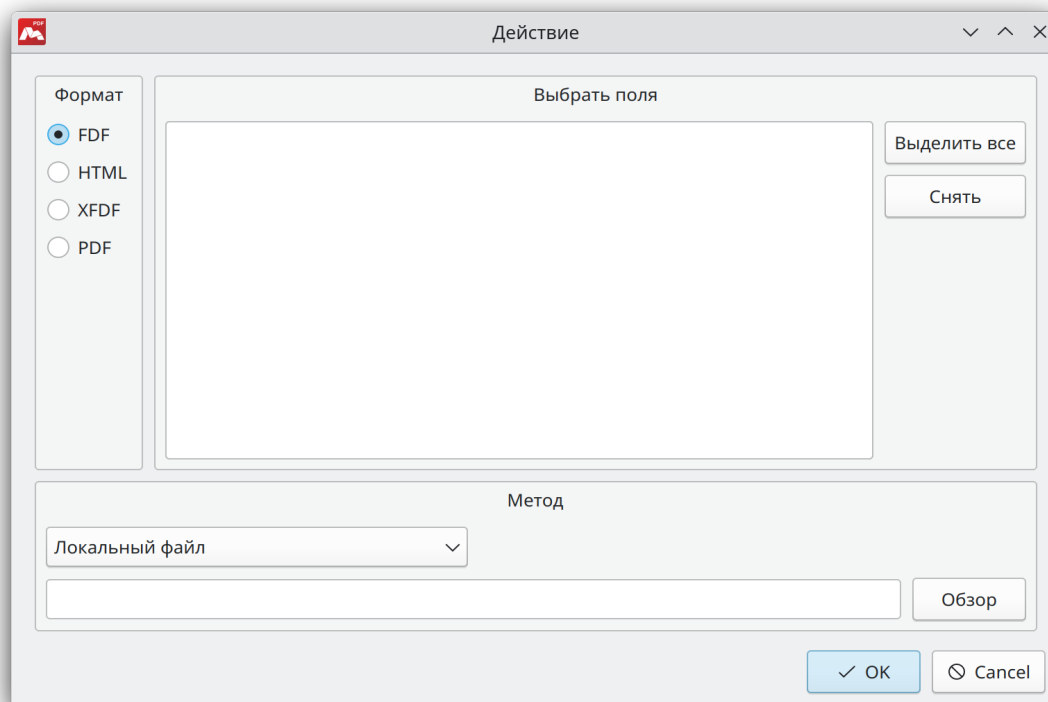 PDF
Действие
Формат
FDF
HTML
XFDF
PDF
Выбрать поля
Выделить все
Снять
Метод
Локальный файл
Обзор
OK
Cancel